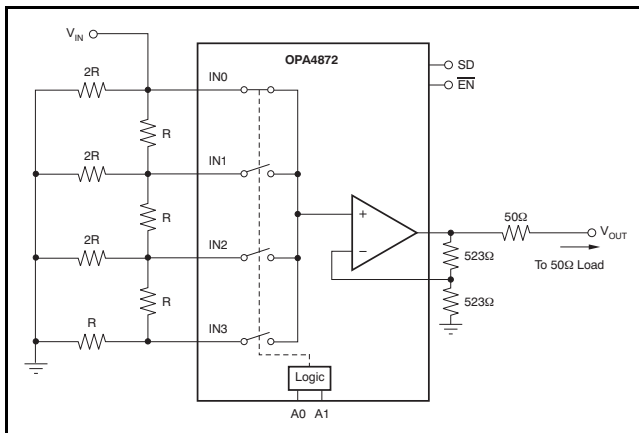 V_IN
OPA4872
SD
EN
2R
IN0
R
2R
IN1
R
+
−
50Ω
V_OUT
To 50Ω Load
523Ω
523Ω
2R
IN2
R
R
IN3
Logic
A0 A1